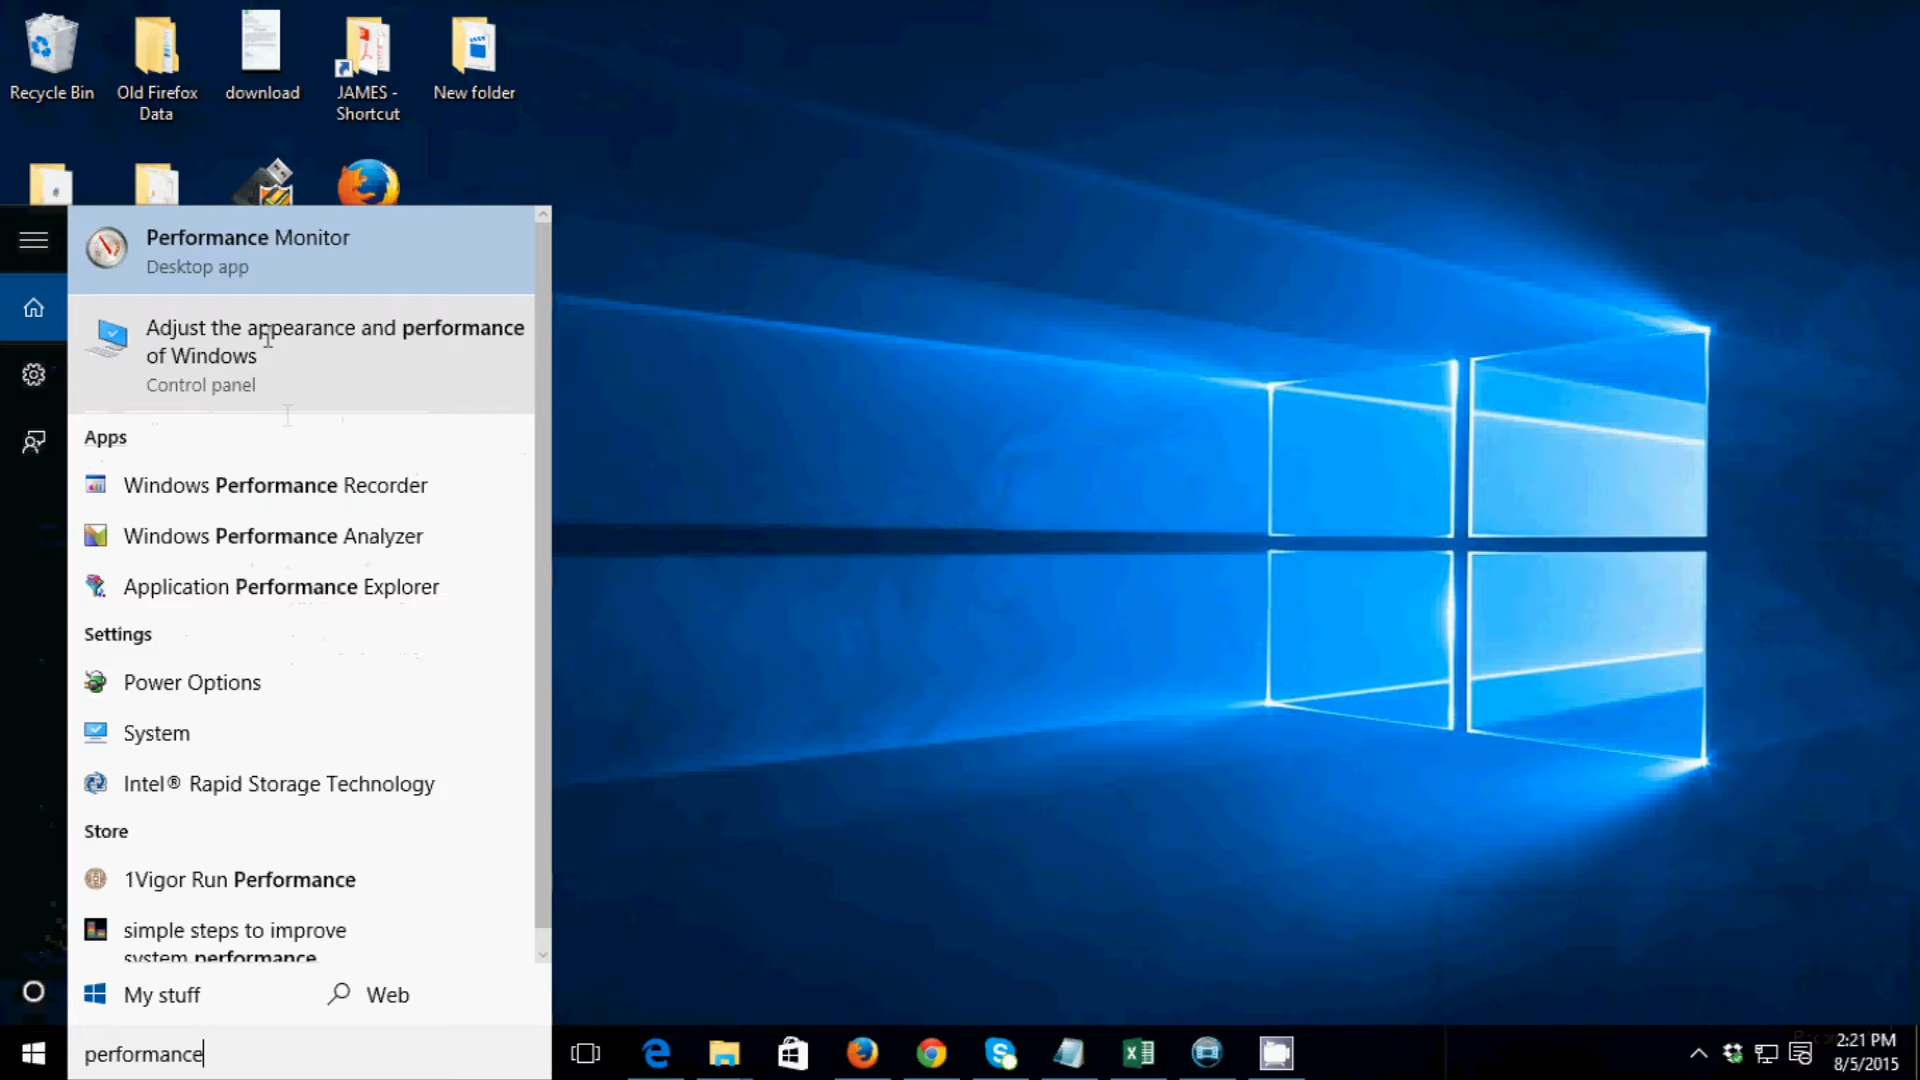 Recycle Bin
Old Firefox
Data
download
JAMES -
Shortcut
New folder
Performance Monitor
Desktop app
Adjust the appearance and performance
of Windows
Control panel
Apps
Windows Performance Recorder
Windows Performance Analyzer
Application Performance Explorer
Settings
Power Options
System
Intel® Rapid Storage Technology
Store
1Vigor Run Performance
simple steps to improve
system performance
My stuff
Web
performance
2:21 PM
8/5/2015